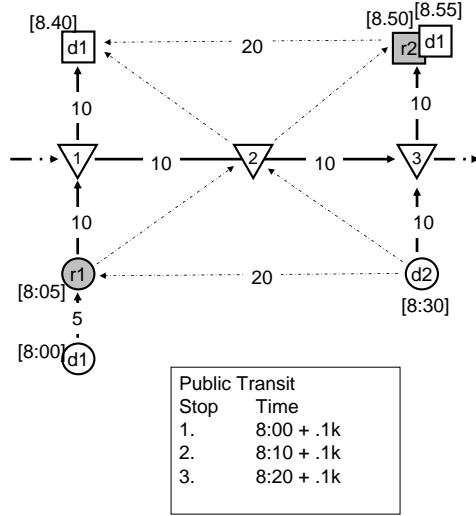 [8.55]
[8.40]
[8.50]
d1
20
r2
d1
10
10
1
10
2
10
3
10
10
r1
20
d2
[8:05]
[8:30]
5
[8:00]
d1
Public Transit
Stop Time
1. 8:00 + .1k
2. 8:10 + .1k
3. 8:20 + .1k